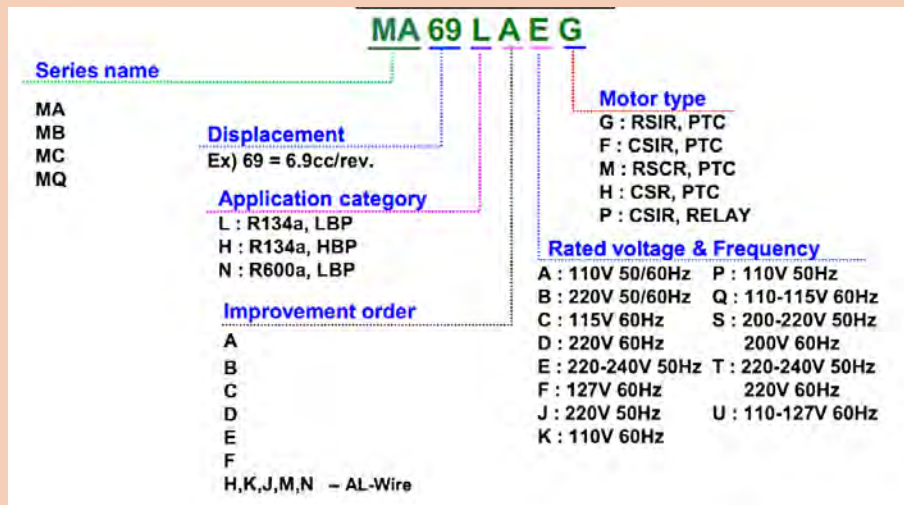 MA 69 L A E G
Series name
MA
MB
MC
MQ
Displacement
Ex) 69 = 6.9cc/rev.
Application category
L : R134a, LBP
H : R134a, HBP
N : R600a, LBP
Improvement order
A
B
C
D
E
F
H,K,J,M,N – AL-Wire
Motor type
G : RSIR, PTC
F : CSIR, PTC
M : RSCR, PTC
H : CSR, PTC
P : CSIR, RELAY
Rated voltage & Frequency
A : 110V 50/60Hz P : 110V 50Hz
B : 220V 50/60Hz Q : 110-115V 60Hz
C : 115V 60Hz S : 200-220V 50Hz
D : 220V 60Hz 200V 60Hz
E : 220-240V 50Hz T : 220-240V 50Hz
F : 127V 60Hz 220V 60Hz
J : 220V 50Hz U : 110-127V 60Hz
K : 110V 60Hz